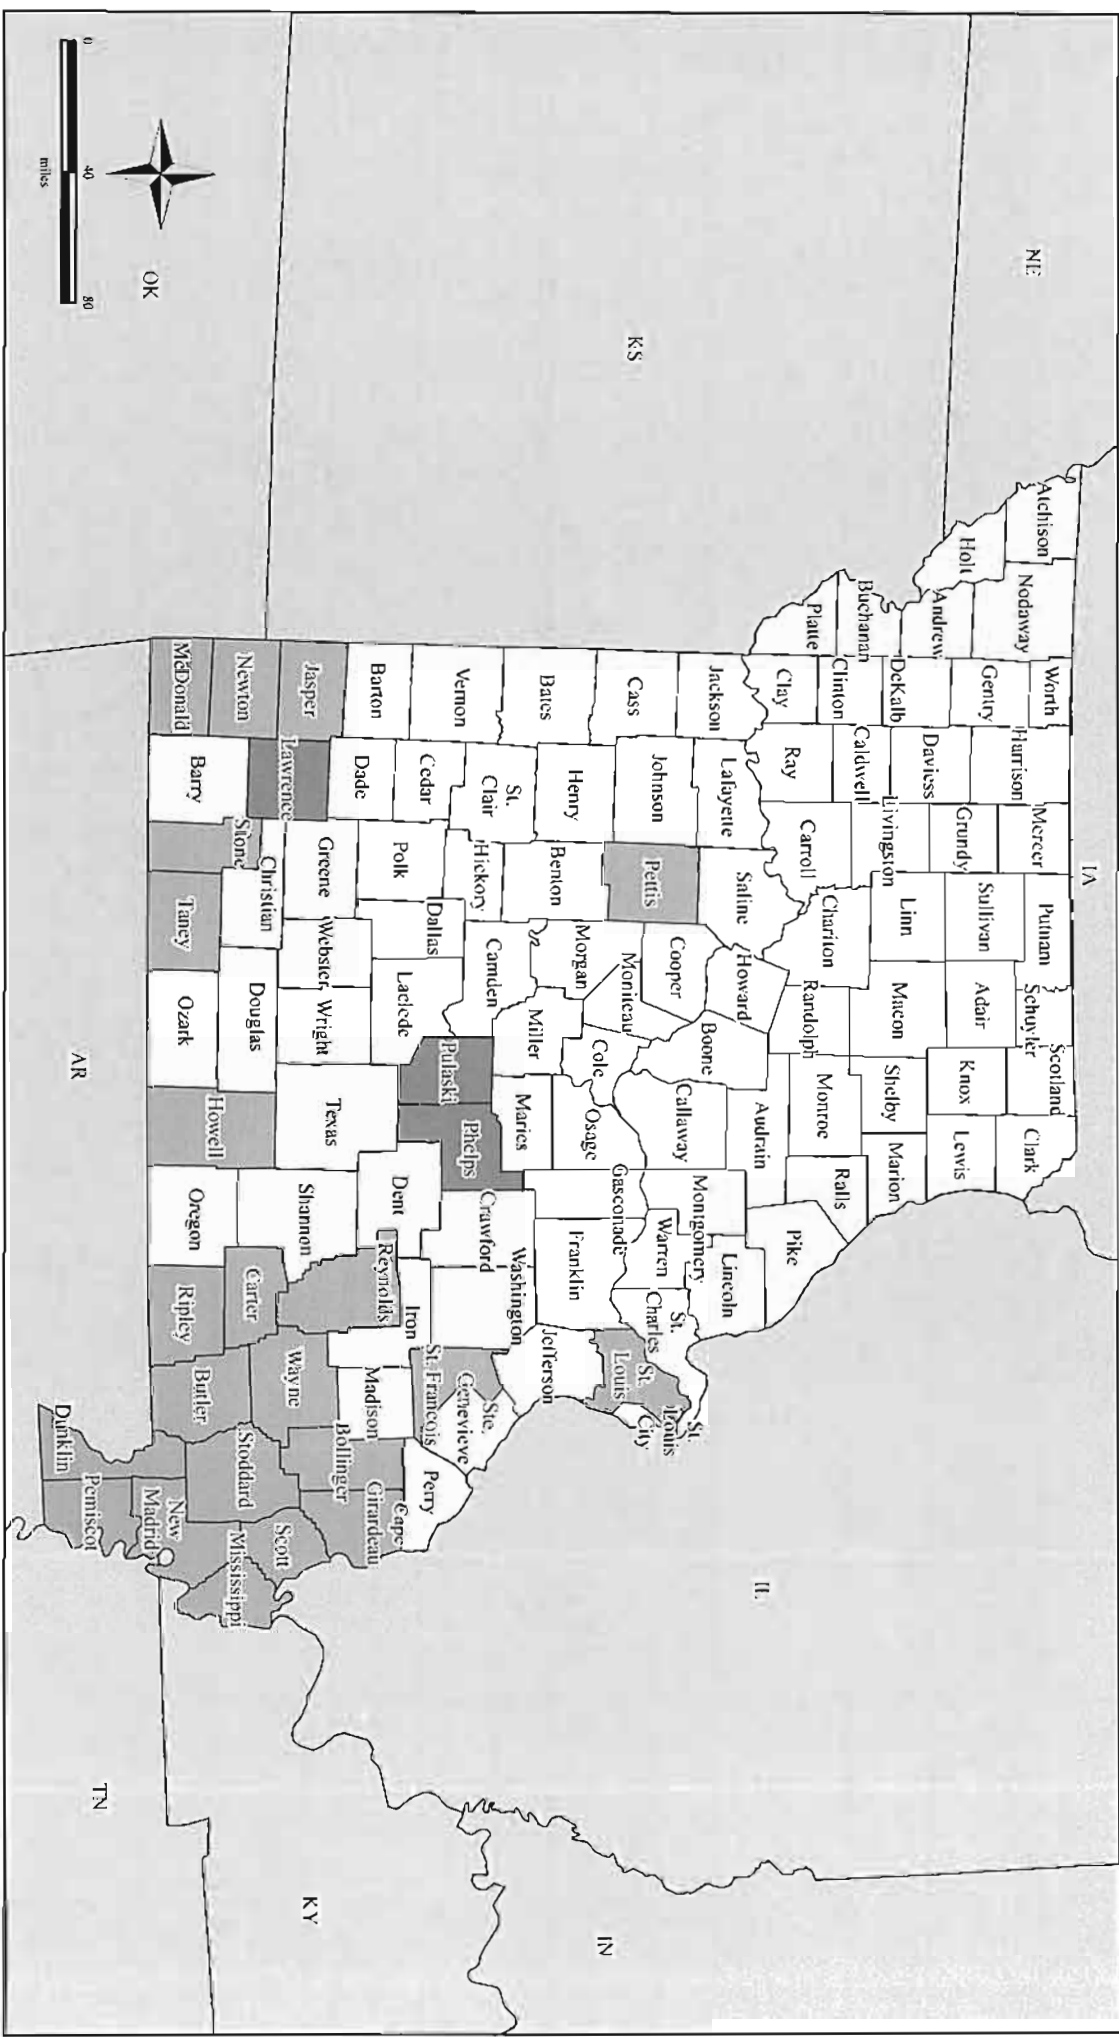 NE
IA
KS
IL
IN
OK
AR
KY
TN
Atchison
Nodaway
Worth
Harrison
Mercer
Putnam
Schuyler
Scotland
Clark
Holt
Andrew
Gentry
DeKalb
Daviess
Grundy
Sullivan
Adair
Knox
Lewis
Buchanan
Clinton
Caldwell
Livingston
Linn
Macon
Shelby
Marion
Platte
Clay
Ray
Carroll
Chariton
Randolph
Monroe
Ralls
Pike
Jackson
Lafayette
Saline
Howard
Boone
Audrain
Callaway
Montgomery
Lincoln
Warren
St.
Charles
St.
Louis
St.
Louis
City
Cass
Johnson
Pettis
Cooper
Moniteau
Cole
Osage
Gasconade
Franklin
Jefferson
Bates
Henry
Benton
Morgan
Miller
Maries
Crawford
Washington
Ste.
Genevieve
St. Francois
Perry
Vernon
St.
Clair
Hickory
Camden
Pulaski
Phelps
Dent
Iron
Madison
Cape
Girardeau
Bollinger
Barton
Cedar
Polk
Dallas
Laclede
Texas
Shannon
Reynolds
Wayne
Jasper
Dade
Greene
Webster
Wright
Newton
Lawrence
Christian
Douglas
Howell
Carter
Butler
Stoddard
Scott
Mississippi
McDonald
Barry
Stone
Taney
Ozark
Oregon
Ripley
New
Madrid
Dunklin
Pemiscot
0 40 80
miles